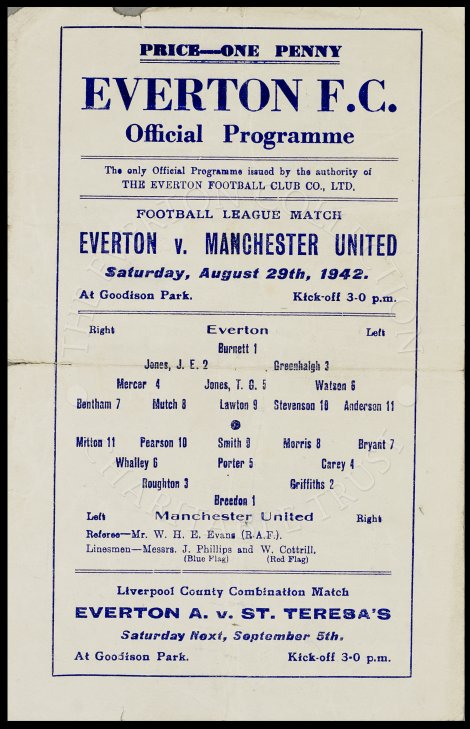 PRICE—ONE PENNY
EVERTON F.C.
Official Programme
The only Official Programme issued by the authority of
THE EVERTON FOOTBALL CLUB CO., LTD.
FOOTBALL LEAGUE MATCH
EVERTON v. MANCHESTER UNITED
Saturday, August 29th, 1942.
At Goodison Park. Kick-off 3-0 p.m.
Right Everton Left
Burnett 1
Jones, J. E. 2 Greenhalgh 3
Mercer 4 Jones, T. G. 5 Watson 6
Bentham 7 Mutch 8 Lawton 9 Stevenson 10 Anderson 11
Mitton 11 Pearson 10 Smith 9 Morris 8 Bryant 7
Whalley 6 Porter 5 Carey 4
Roughton 3 Griffiths 2
Breedon 1
Left Manchester United Right
Referee—Mr. W. H. E. Evans (R.A.F.).
Linesmen—Messrs. J. Phillips and W. Cottrill.
(Blue Flag) (Red Flag)
Liverpool County Combination Match
EVERTON A. v. ST. TERESA'S
Saturday Next, September 5th.
At Goodison Park. Kick-off 3-0 p.m.